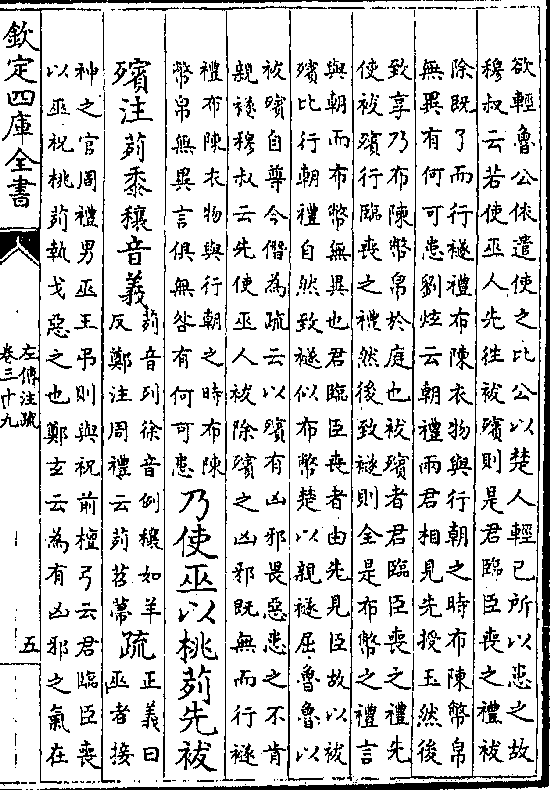 欲輕魯公依遣使之比公以楚人輕己所以患之故
穆叔云若使巫人先往祓殯則是君臨臣喪之禮祓
除既了而行襚禮布陳衣物與行朝之時布陳幣帛
無異有何可患劉炫云朝禮兩君相見先授玉然後
致享乃布陳幣帛於庭也祓殯者君臨臣喪之禮先
使祓殯行臨喪之禮然後致襚則全是布幣之禮言
與朝而布幣無異也君臨臣喪者由先見臣故以祓
殯比行朝禮自然致襚似布幣楚以親襚屈魯魯以
祓殯自尊今僭為疏云以殯有凶邪畏惡患之不肯
親襚穆叔云先使巫人祓除殯之凶邪既無而行襚
禮布陳衣物與行朝之時布陳
幣帛無異言俱無咎有何可患
乃使巫以桃茢先祓
殯注茢黍穰音義
茢音列徐音例穰如羊
反鄭注周禮云茢苕帚
疏
正義曰
巫者接
神之官周禮男巫王弔則與祝前檀弓云君臨臣喪
以巫祝桃茢執戈惡之也鄭玄云為有凶邪之氣在
欽定四庫全書
左傳注疏
卷三十九
五